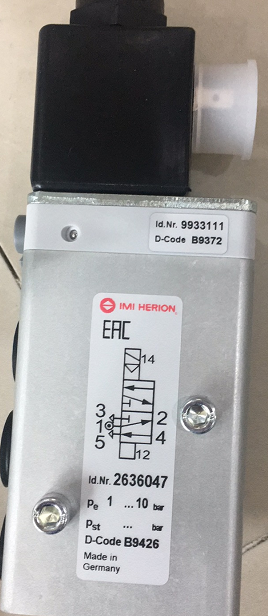 Id.Nr. 9933111
D-Code B9372
IMI HERION
EAC
14
3
1
5
2
4
12
Id.Nr. 2636047
Pe 1 ...10 bar
Pst ... bar
D-Code B9426
Made in
Germany